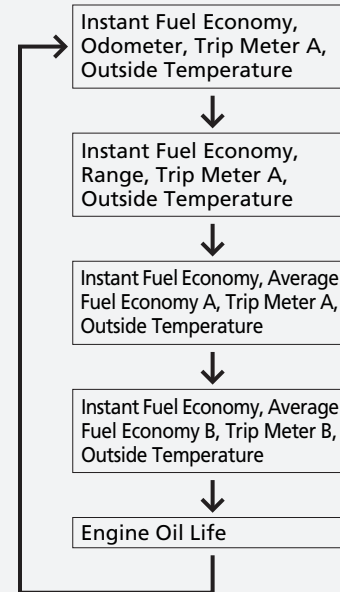 Instant Fuel Economy,
Odometer, Trip Meter A,
Outside Temperature
Instant Fuel Economy,
Range, Trip Meter A,
Outside Temperature
Instant Fuel Economy, Average
Fuel Economy A, Trip Meter A,
Outside Temperature
Instant Fuel Economy, Average
Fuel Economy B, Trip Meter B,
Outside Temperature
Engine Oil Life